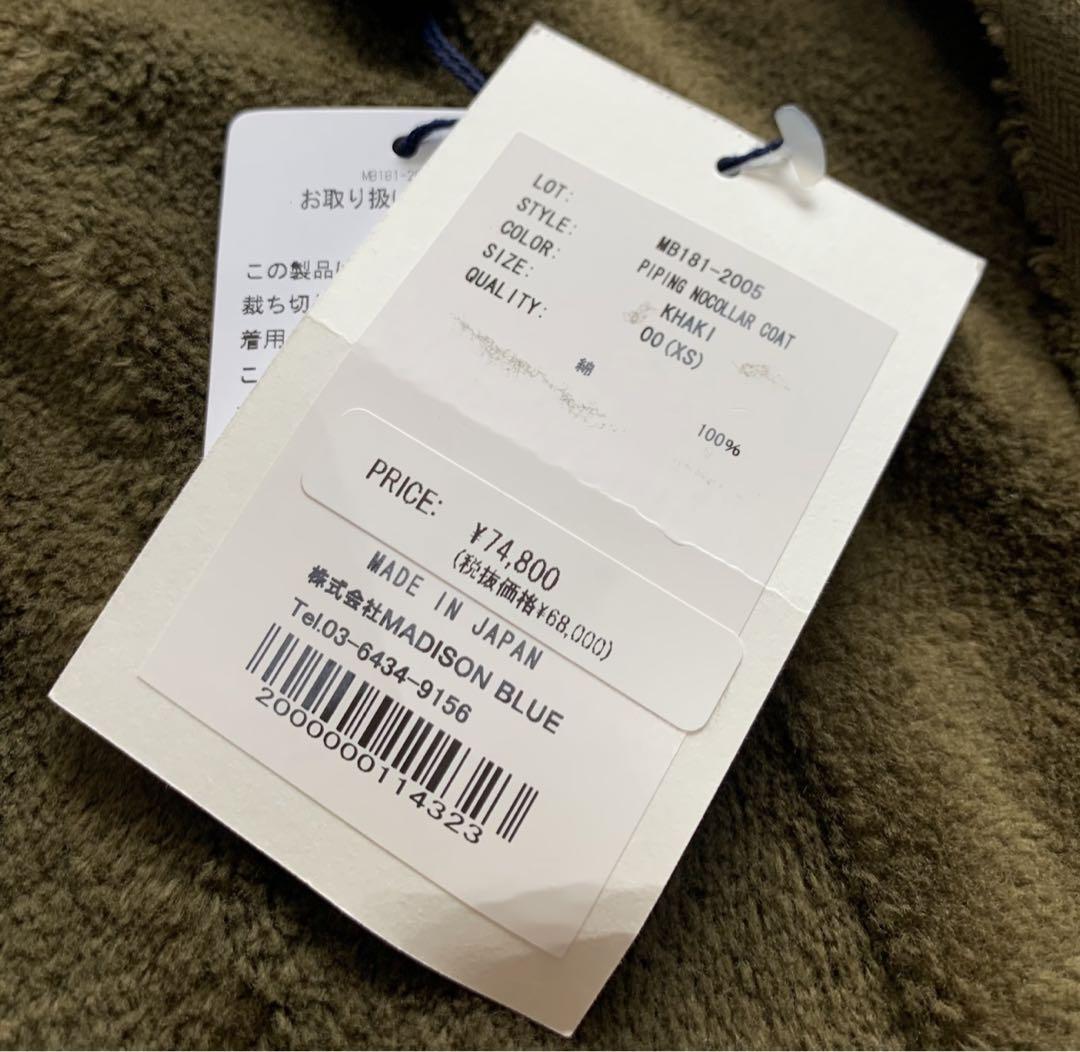 LOT: MB181-2005
STYLE: PIPING NOCOLLAR COAT
COLOR: KHAKI
SIZE: 00(XS)
QUALITY:
綿 100%
PRICE: ¥74,800
(税抜価格¥68,000)
MADE IN JAPAN
株式会社MADISON BLUE
Tel.03-6434-9156
2000000114323
MB181-2
お取り扱い
この製品は
裁ち切
着用
こ